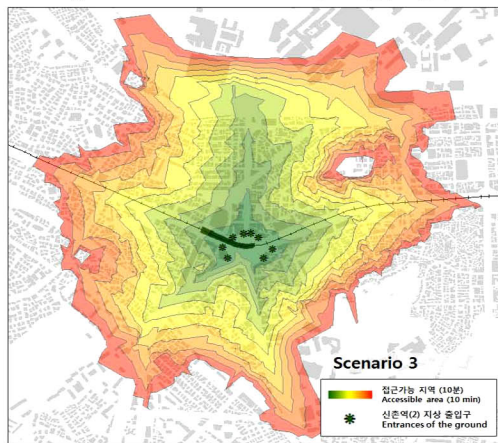 Scenario 3
접근가능 지역 (10분)
Accessible area (10 min)
신촌역(2) 지상 출입구
Entrances of the ground